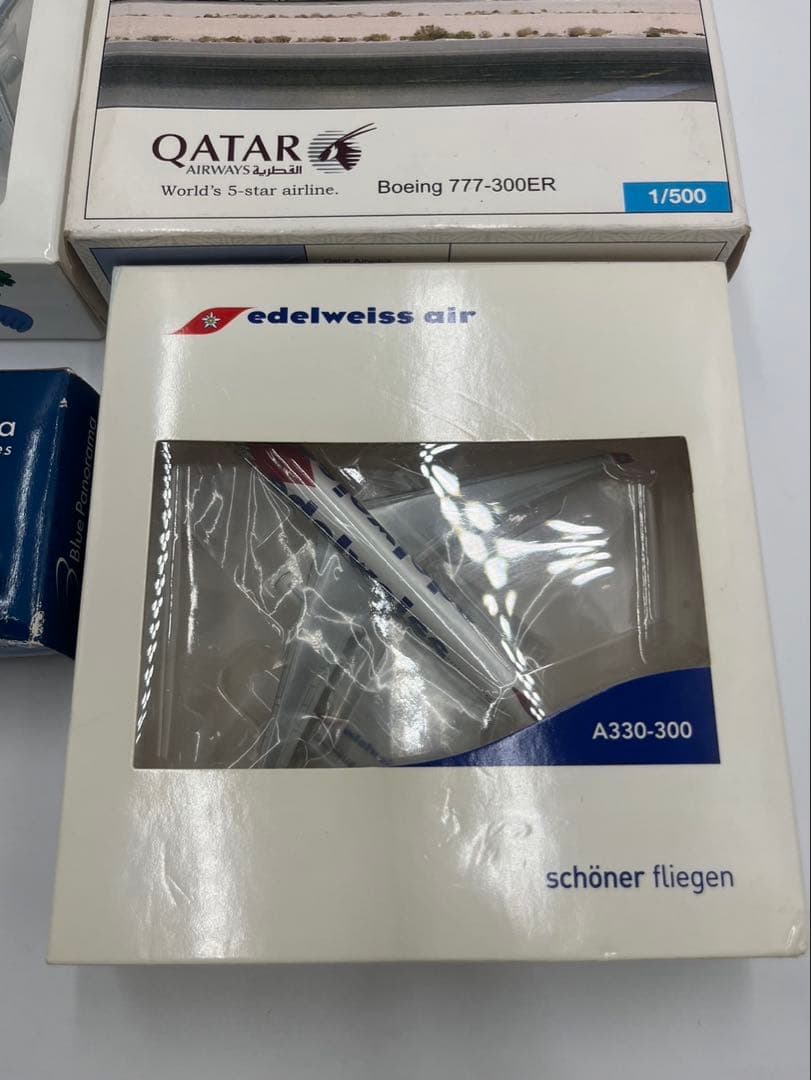 QATAR
AIRWAYS القطرية
World's 5-star airline.
Boeing 777-300ER
1/500
edelweiss air
A330-300
schöner fliegen
Blue Panorama
a
es